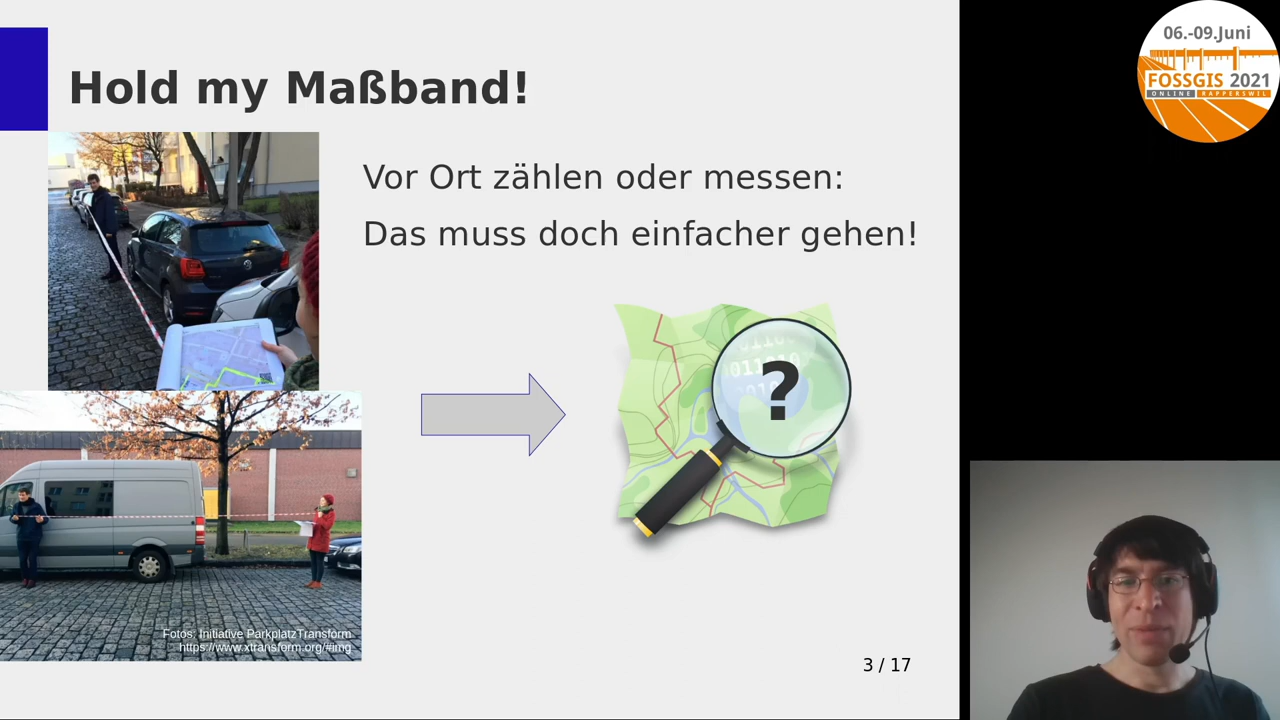 Hold my Maßband!
Vor Ort zählen oder messen:
Das muss doch einfacher gehen!
?
Fotos: Initiative ParkplatzTransform
https://www.xtransform.org/#img
3 / 17
06.-09.Juni
FOSSGIS 2021
ONLINE RAPPERSWIL